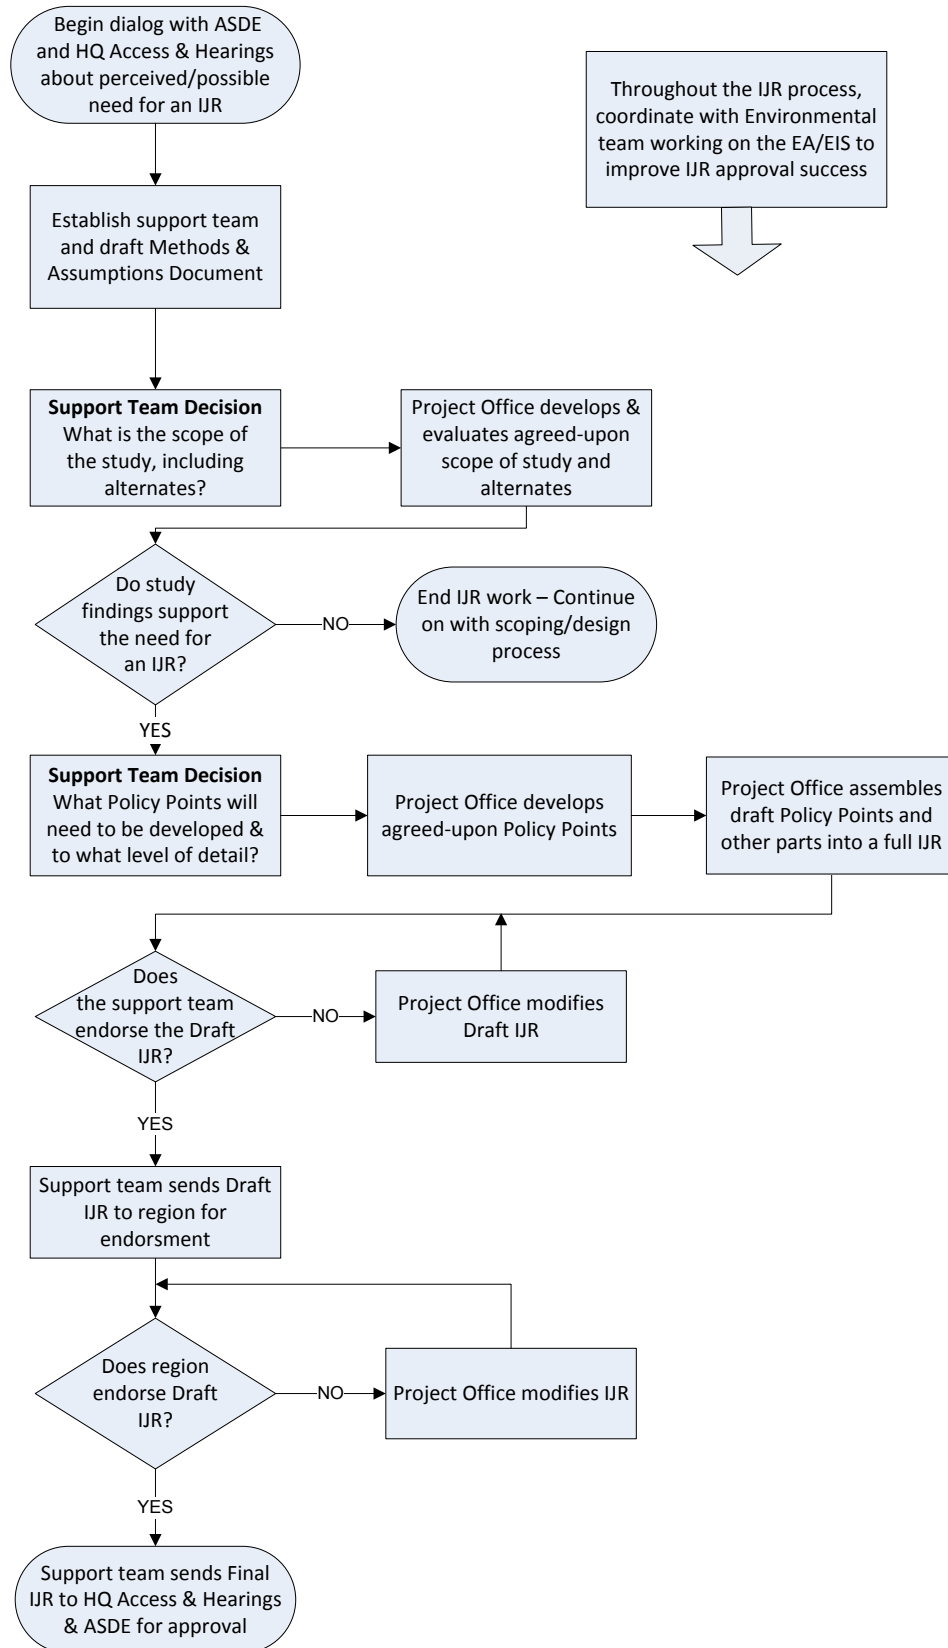 Begin dialog with ASDE
and HQ Access & Hearings
about perceived/possible
need for an IJR
Throughout the IJR process,
coordinate with Environmental
team working on the EA/EIS to
improve IJR approval success
Establish support team
and draft Methods &
Assumptions Document
Support Team Decision
What is the scope of
the study, including
alternates?
Project Office develops &
evaluates agreed-upon
scope of study and
alternates
Do study
findings support
the need for
an IJR?
NO
End IJR work – Continue
on with scoping/design
process
YES
Support Team Decision
What Policy Points will
need to be developed &
to what level of detail?
Project Office develops
agreed-upon Policy Points
Project Office assembles
draft Policy Points and
other parts into a full IJR
Does
the support team
endorse the Draft
IJR?
NO
Project Office modifies
Draft IJR
YES
Support team sends Draft
IJR to region for
endorsment
Does region
endorse Draft
IJR?
NO
Project Office modifies IJR
YES
Support team sends Final
IJR to HQ Access & Hearings
& ASDE for approval